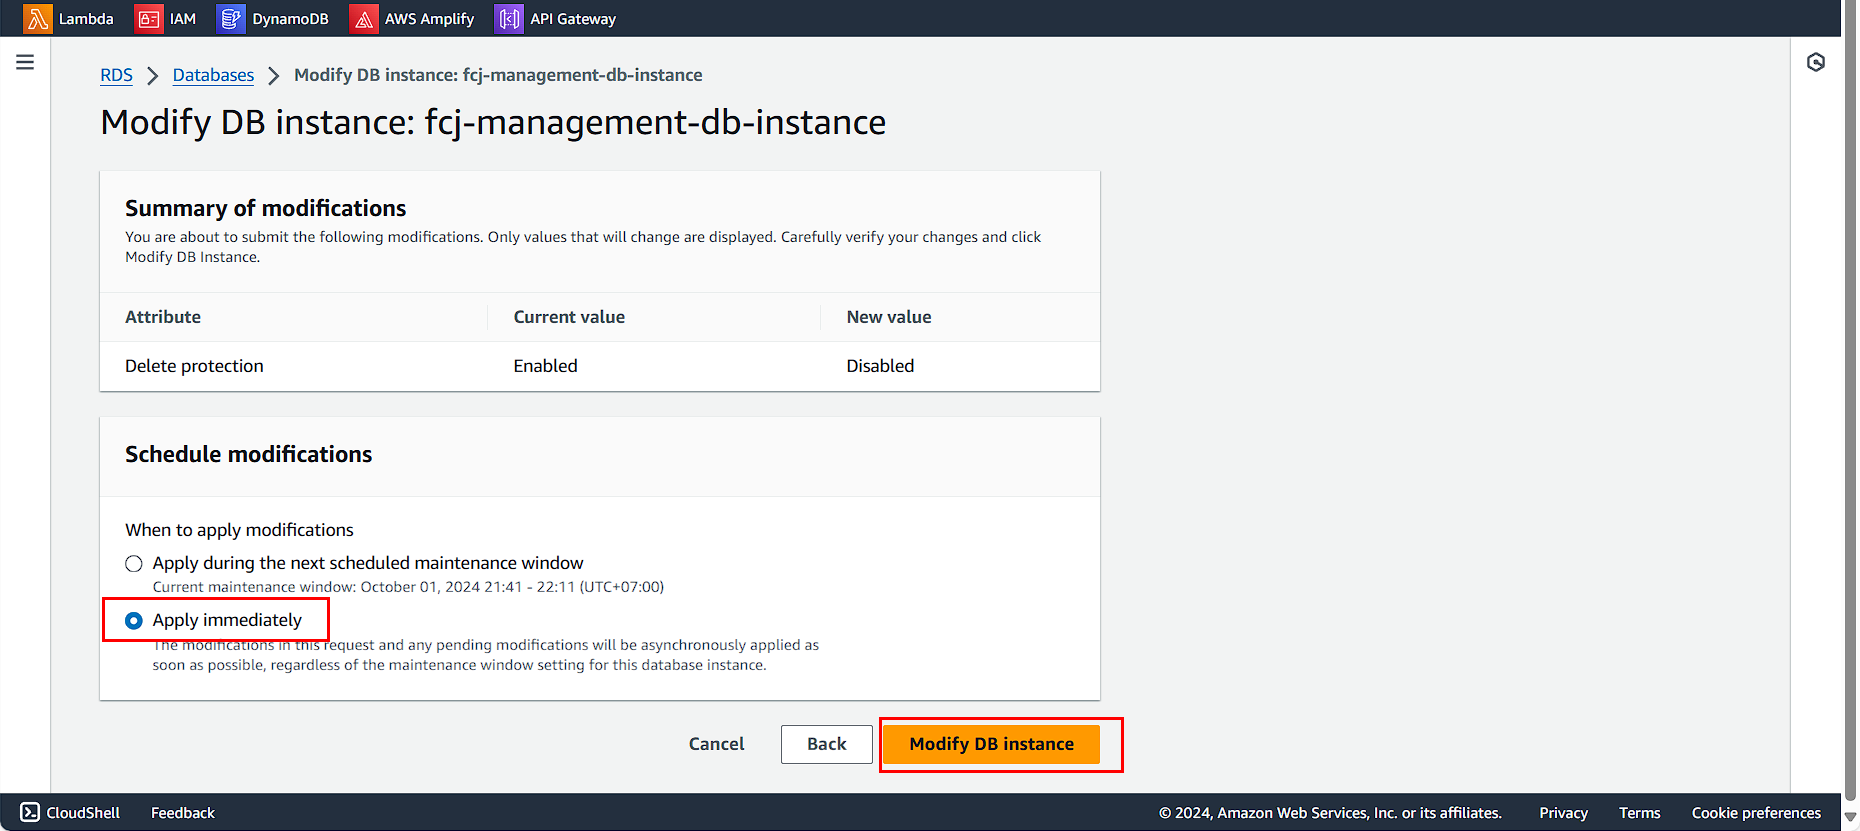 Lambda IAM DynamoDB AWS Amplify API Gateway
RDS Databases Modify DB instance: fcj-management-db-instance
Modify DB instance: fcj-management-db-instance
Summary of modifications
You are about to submit the following modifications. Only values that will change are displayed. Carefully verify your changes and click
Modify DB Instance.
Attribute Current value New value
Delete protection Enabled Disabled
Schedule modifications
When to apply modifications
Apply during the next scheduled maintenance window
Current maintenance window: October 01, 2024 21:41 - 22:11 (UTC+07:00)
Apply immediately
The modifications in this request and any pending modifications will be asynchronously applied as
soon as possible, regardless of the maintenance window setting for this database instance.
Cancel Back Modify DB instance
CloudShell Feedback © 2024, Amazon Web Services, Inc. or its affiliates. Privacy Terms Cookie preferences